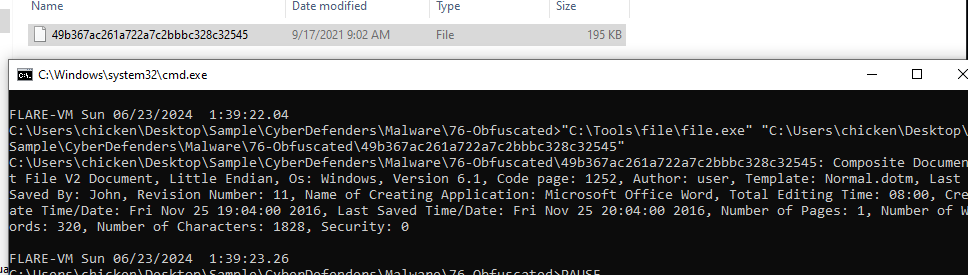 Name Date modified Type Size
49b367ac261a722a7c2bbbc328c32545 9/17/2021 9:02 AM File 195 KB
C:\Windows\system32\cmd.exe
FLARE-VM Sun 06/23/2024  1:39:22.04
C:\Users\chicken\Desktop\Sample\CyberDefenders\Malware\76-Obfuscated>"C:\Tools\file\file.exe" "C:\Users\chicken\Desktop\
Sample\CyberDefenders\Malware\76-Obfuscated\49b367ac261a722a7c2bbbc328c32545"
C:\Users\chicken\Desktop\Sample\CyberDefenders\Malware\76-Obfuscated\49b367ac261a722a7c2bbbc328c32545: Composite Documen
t File V2 Document, Little Endian, Os: Windows, Version 6.1, Code page: 1252, Author: user, Template: Normal.dotm, Last
Saved By: John, Revision Number: 11, Name of Creating Application: Microsoft Office Word, Total Editing Time: 08:00, Cre
ate Time/Date: Fri Nov 25 19:04:00 2016, Last Saved Time/Date: Fri Nov 25 20:04:00 2016, Number of Pages: 1, Number of W
ords: 320, Number of Characters: 1828, Security: 0
FLARE-VM Sun 06/23/2024  1:39:23.26
C:\Users\chicken\Desktop\Sample\CyberDefenders\Malware\76-Obfuscated>PAUSE